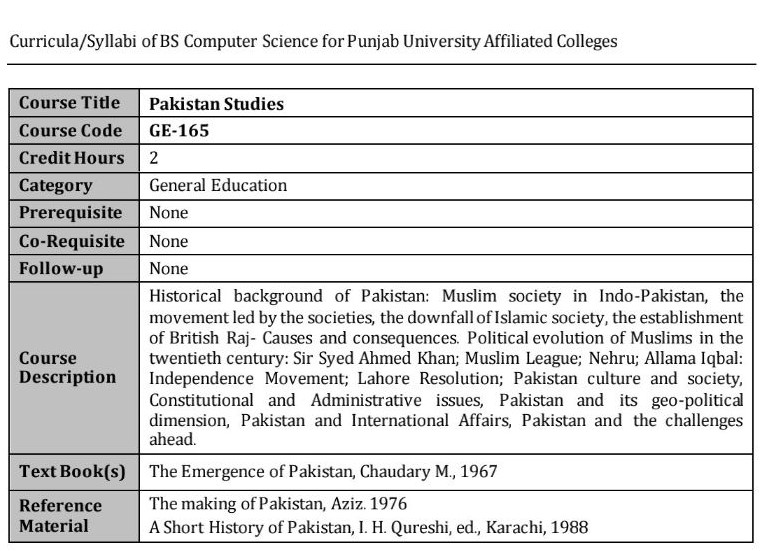 Curricula/Syllabi of BS Computer Science for Punjab University Affiliated Colleges
Course Title Pakistan Studies
Course Code GE-165
Credit Hours 2
Category General Education
Prerequisite None
Co-Requisite None
Follow-up None
Course Description
Historical background of Pakistan: Muslim society in Indo-Pakistan, the
movement led by the societies, the downfall of Islamic society, the establishment
of British Raj- Causes and consequences. Political evolution of Muslims in the
twentieth century: Sir Syed Ahmed Khan; Muslim League; Nehru; Allama Iqbal:
Independence Movement; Lahore Resolution; Pakistan culture and society,
Constitutional and Administrative issues, Pakistan and its geo-political
dimension, Pakistan and International Affairs, Pakistan and the challenges
ahead.
Text Book(s) The Emergence of Pakistan, Chaudary M., 1967
Reference Material
The making of Pakistan, Aziz. 1976
A Short History of Pakistan, I. H. Qureshi, ed., Karachi, 1988